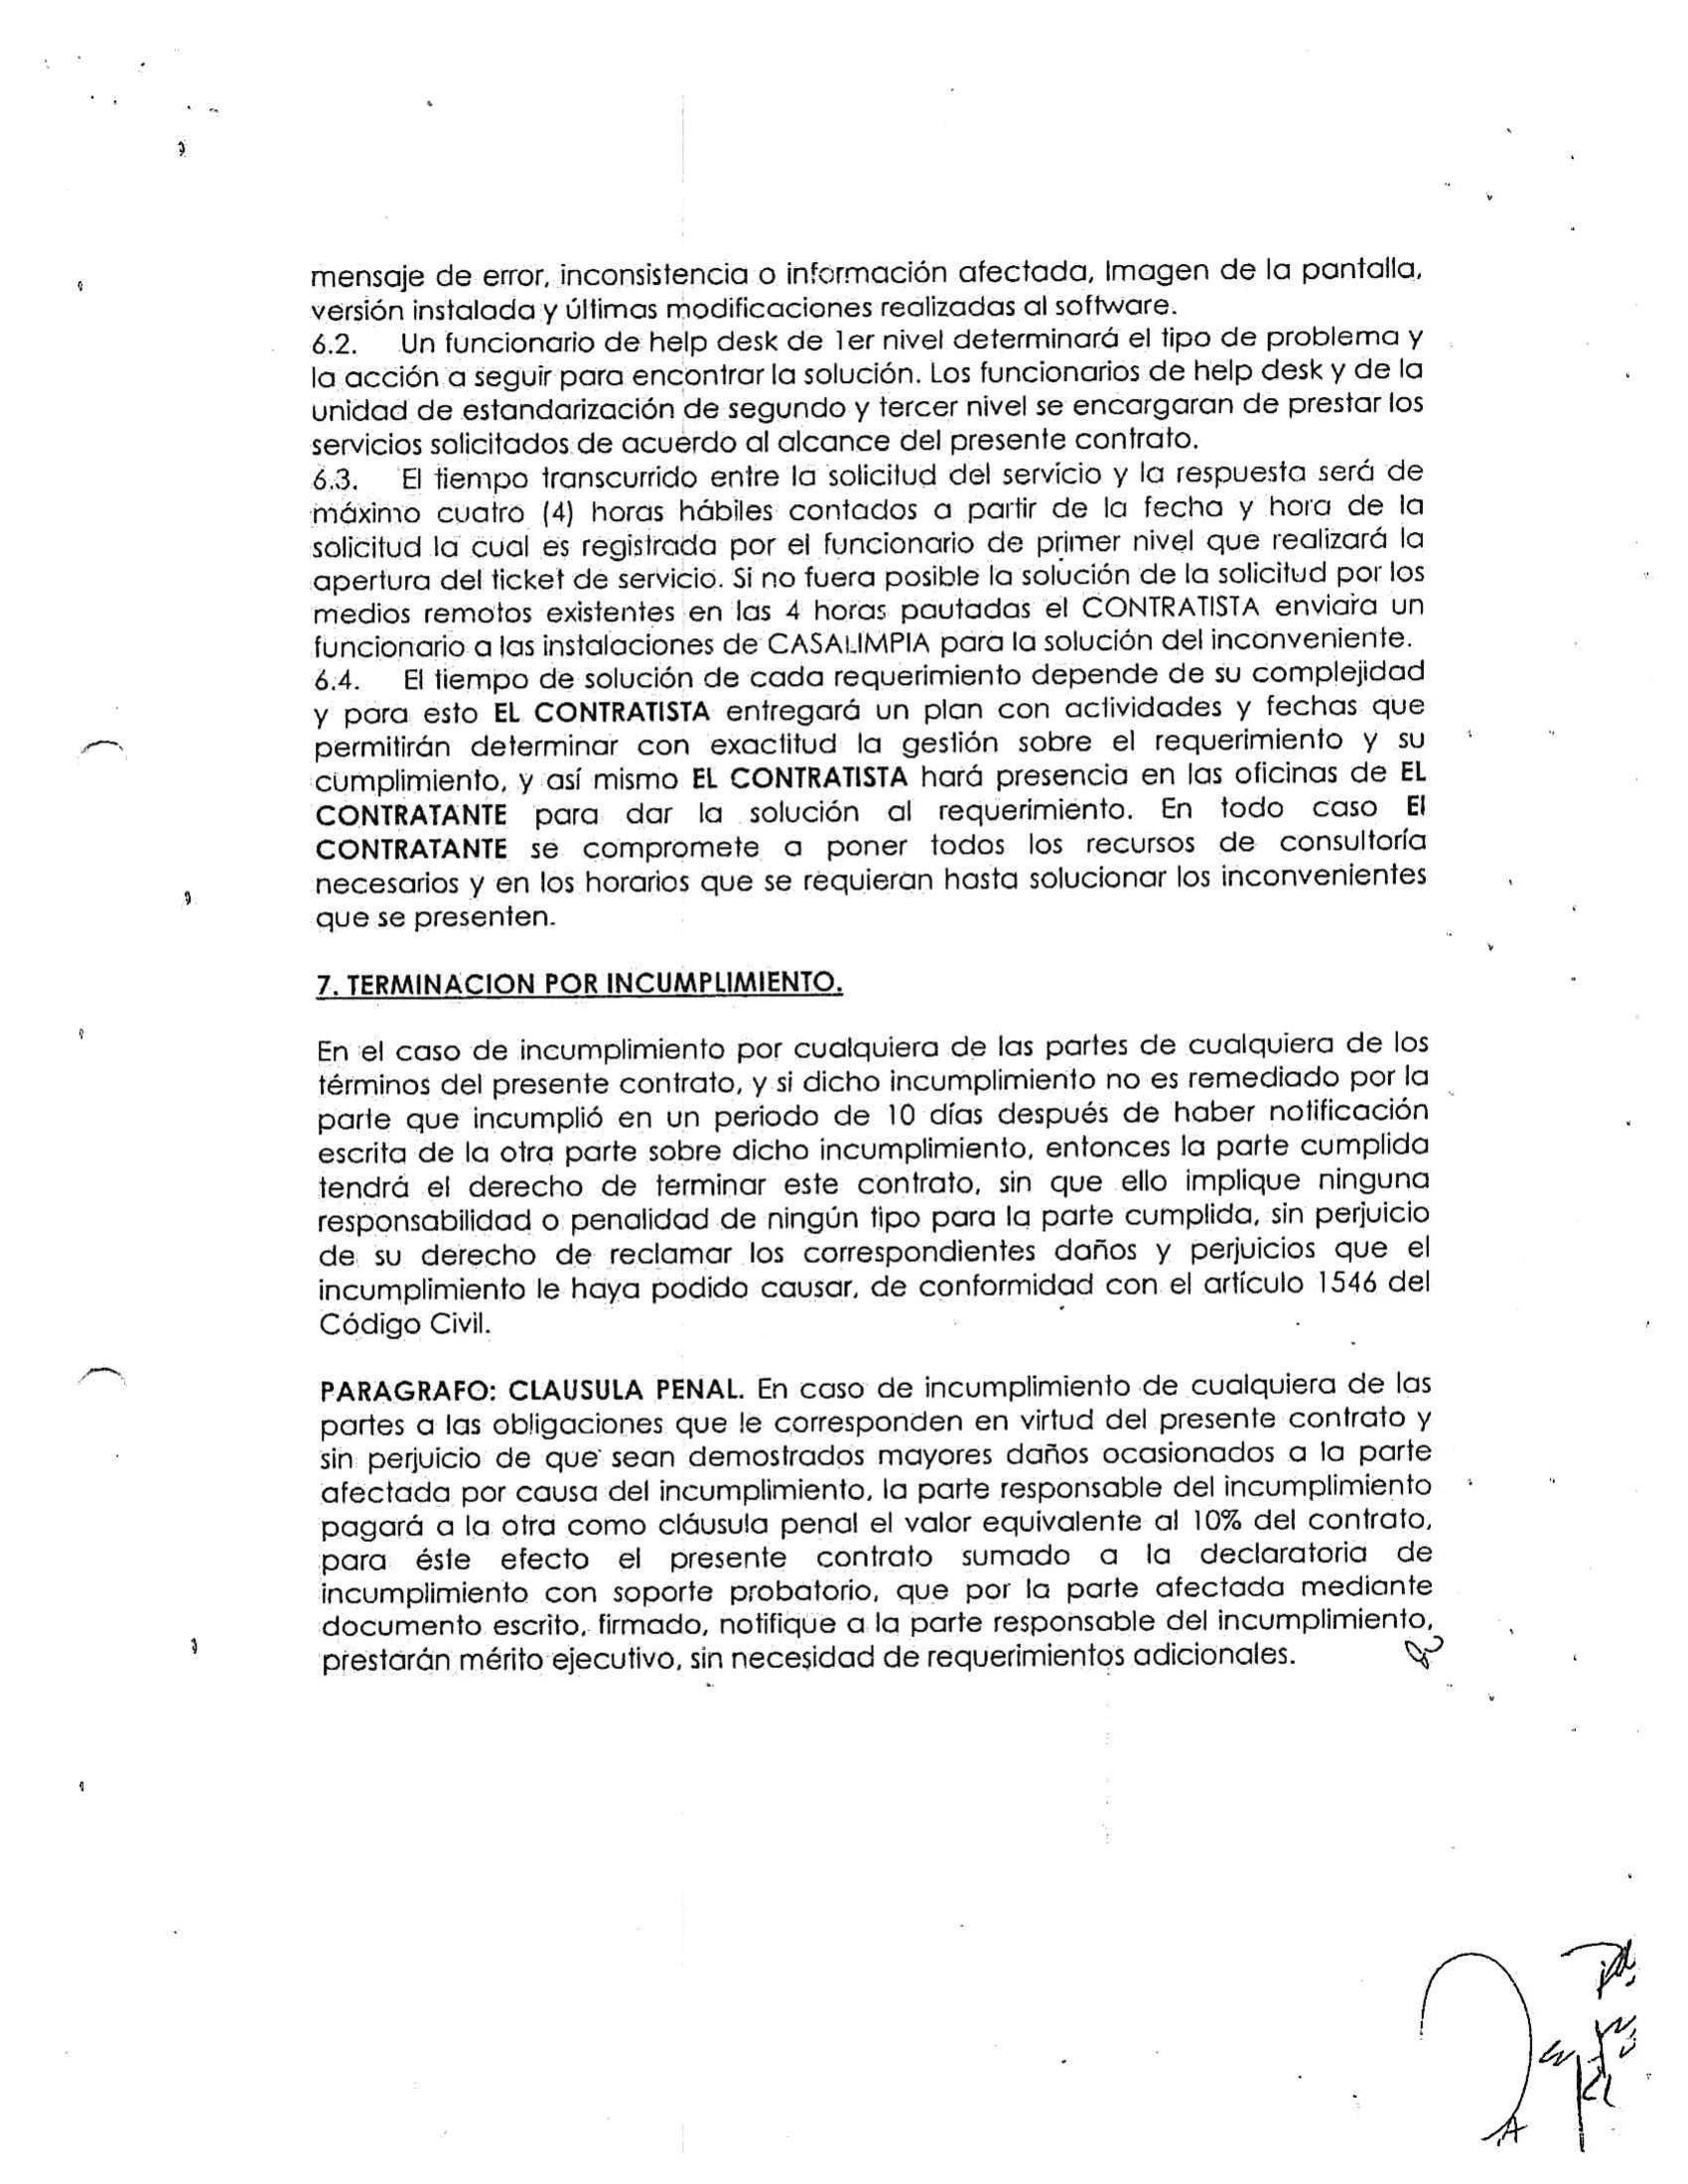 mensaje de error, inconsistencia o información afectada, Imagen de la pantalla,
versión instalada y últimas modificaciones realizadas al software.
6.2. Un funcionario de help desk de 1er nivel determinará el tipo de problema y
la acción a seguir para encontrar la solución. Los funcionarios de help desk y de la
unidad de estandarización de segundo y tercer nivel se encargaran de prestar los
servicios solicitados de acuerdo al alcance del presente contrato.
6.3. El tiempo transcurrido entre la solicitud del servicio y la respuesta será de
máximo cuatro (4) horas hábiles contados a partir de la fecha y hora de la
solicitud la cual es registrada por el funcionario de primer nivel que realizará la
apertura del ticket de servicio. Si no fuera posible la solución de la solicitud por los
medios remotos existentes en las 4 horas pautadas el CONTRATISTA enviara un
funcionario a las instalaciones de CASALIMPIA para la solución del inconveniente.
6.4. El tiempo de solución de cada requerimiento depende de su complejidad
y para esto EL CONTRATISTA entregará un plan con actividades y fechas que
permitirán determinar con exactitud la gestión sobre el requerimiento y su
cumplimiento, y así mismo EL CONTRATISTA hará presencia en las oficinas de EL
CONTRATANTE para dar la solución al requerimiento. En todo caso El
CONTRATANTE se compromete a poner todos los recursos de consultoría
necesarios y en los horarios que se requieran hasta solucionar los inconvenientes
que se presenten.
7. TERMINACION POR INCUMPLIMIENTO.
En el caso de incumplimiento por cualquiera de las partes de cualquiera de los
términos del presente contrato, y si dicho incumplimiento no es remediado por la
parte que incumplió en un periodo de 10 días después de haber notificación
escrita de la otra parte sobre dicho incumplimiento, entonces la parte cumplida
tendrá el derecho de terminar este contrato, sin que ello implique ninguna
responsabilidad o penalidad de ningún tipo para la parte cumplida, sin perjuicio
de su derecho de reclamar los correspondientes daños y perjuicios que el
incumplimiento le haya podido causar, de conformidad con el artículo 1546 del
Código Civil.
PARAGRAFO: CLAUSULA PENAL. En caso de incumplimiento de cualquiera de las
partes a las obligaciones que le corresponden en virtud del presente contrato y
sin perjuicio de que sean demostrados mayores daños ocasionados a la parte
afectada por causa del incumplimiento, la parte responsable del incumplimiento
pagará a la otra como cláusula penal el valor equivalente al 10% del contrato,
para éste efecto el presente contrato sumado a la declaratoria de
incumplimiento con soporte probatorio, que por la parte afectada mediante
documento escrito, firmado, notifique a la parte responsable del incumplimiento,
prestarán mérito ejecutivo, sin necesidad de requerimientos adicionales.